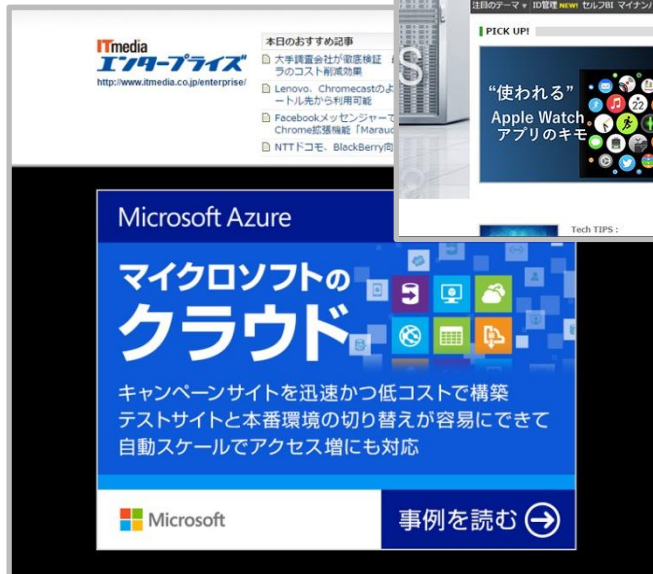 ITmedia
エンタープライズ
http://www.itmedia.co.jp/enterprise/
本日のおすすめ記事
大手調査会社が徹底検証
ラのコスト削減効果
Lenovo、Chromecastのよ
ートル先から利用可能
Facebookメッセンジャーで
Chrome拡張機能「Maraud
NTTドコモ、BlackBerry向
注目のテーマ ▼ ID管理 NEW! セルフBI マイナン
PICK UP!
S
"使われる"
Apple Watch
アプリのキモ
22
Tech TIPS :
Microsoft Azure
マイクロソフトの
クラウド
キャンペーンサイトを迅速かつ低コストで構築
テストサイトと本番環境の切り替えが容易にできて
自動スケールでアクセス増にも対応
Microsoft
事例を読む